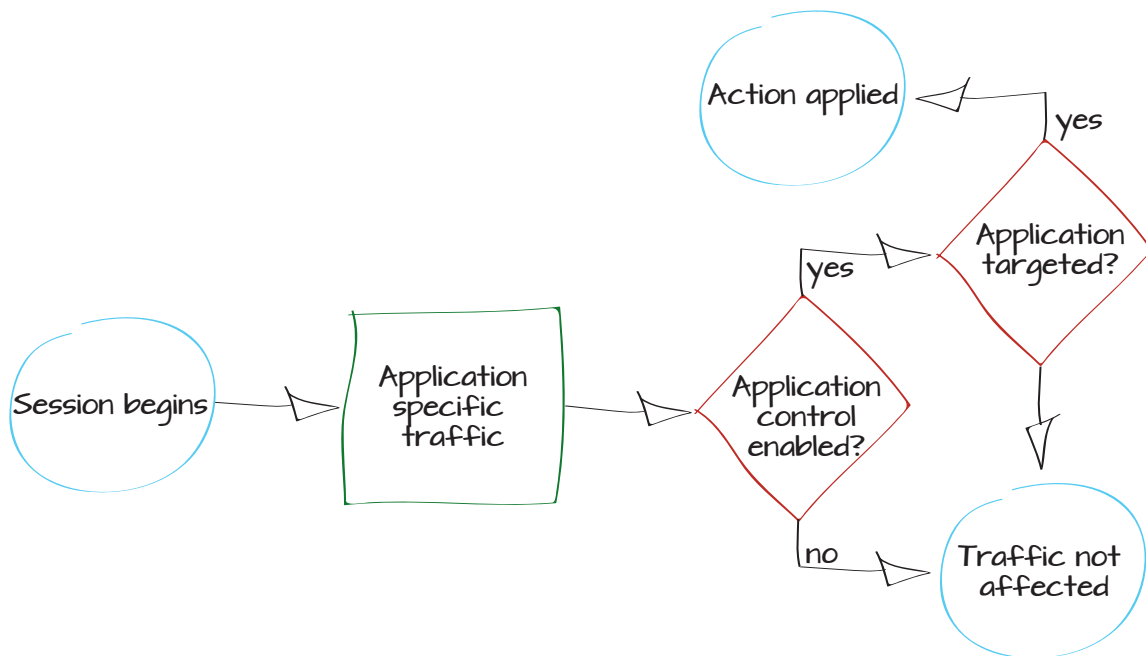 Session begins
Application
specific
traffic
Application
control
enabled?
yes
no
Application
targeted?
yes
Action applied
Traffic not
affected